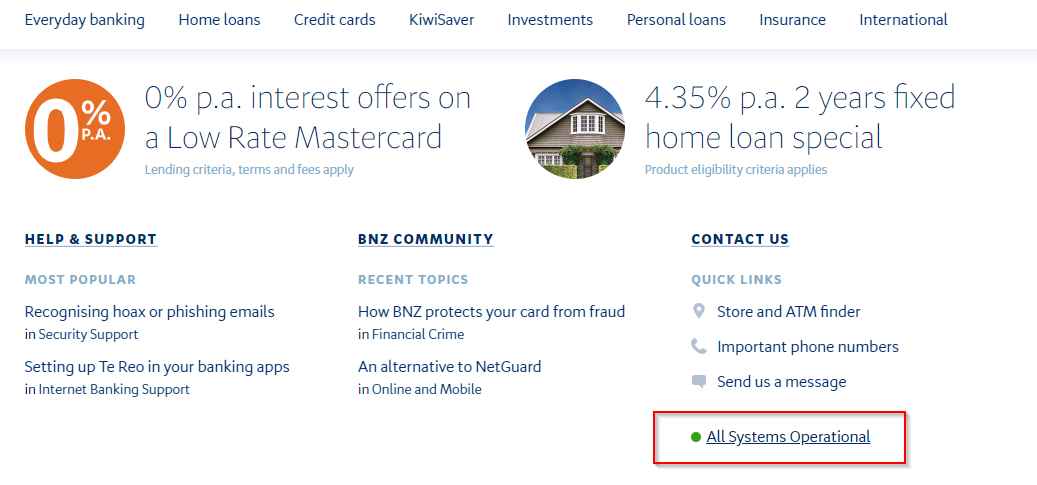 Everyday banking Home loans Credit cards KiwiSaver Investments Personal loans Insurance International
0% P.A.
0% p.a. interest offers on
a Low Rate Mastercard
Lending criteria, terms and fees apply
4.35% p.a. 2 years fixed
home loan special
Product eligibility criteria applies
HELP & SUPPORT
MOST POPULAR
Recognising hoax or phishing emails
in Security Support
Setting up Te Reo in your banking apps
in Internet Banking Support
BNZ COMMUNITY
RECENT TOPICS
How BNZ protects your card from fraud
in Financial Crime
An alternative to NetGuard
in Online and Mobile
CONTACT US
QUICK LINKS
Store and ATM finder
Important phone numbers
Send us a message
All Systems Operational